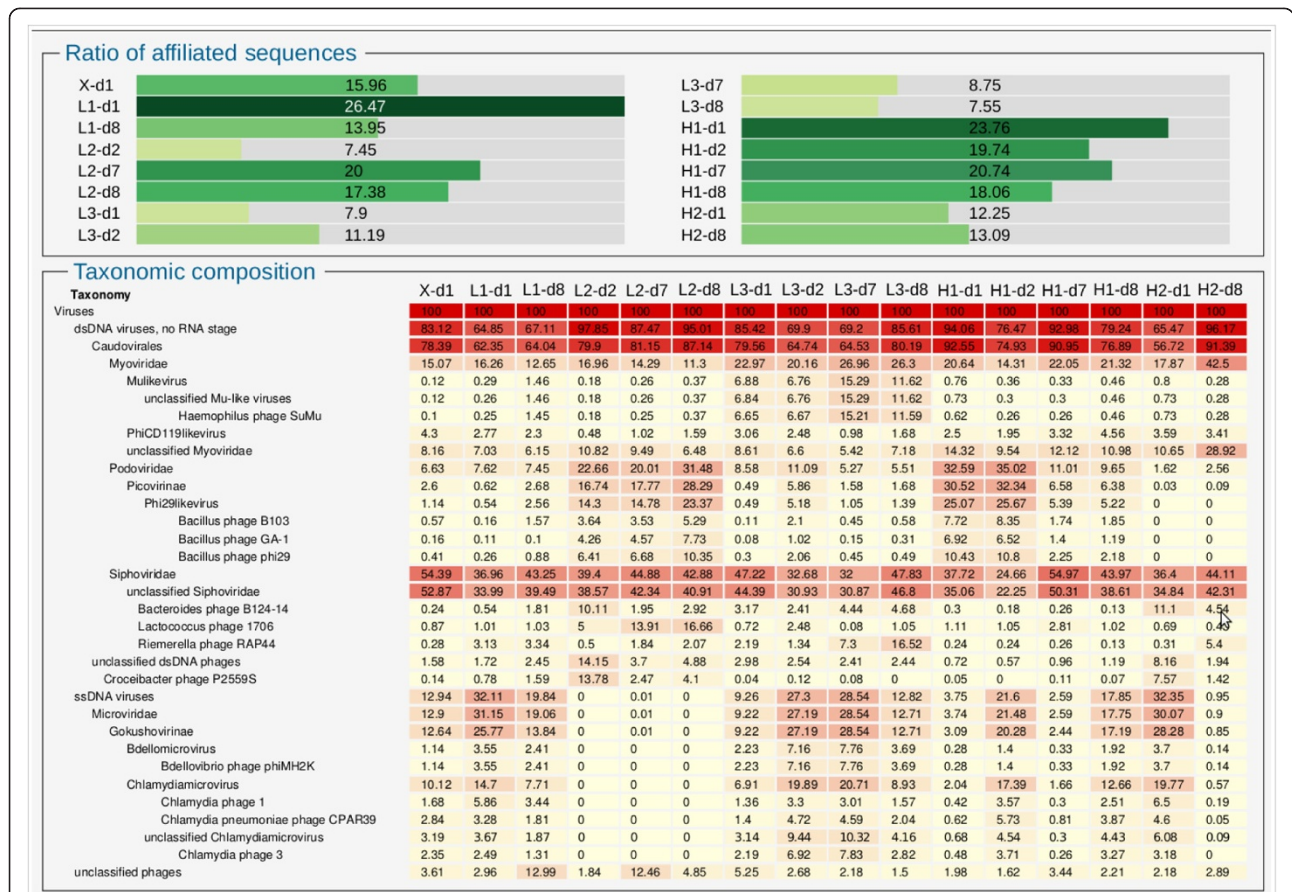 Ratio of affiliated sequences
X-d1 15.96
L1-d1 26.47
L1-d8 13.95
L2-d2 7.45
L2-d7 20
L2-d8 17.38
L3-d1 7.9
L3-d2 11.19
L3-d7 8.75
L3-d8 7.55
H1-d1 23.76
H1-d2 19.74
H1-d7 20.74
H1-d8 18.06
H2-d1 12.25
H2-d8 13.09
Taxonomic composition
Taxonomy X-d1 L1-d1 L1-d8 L2-d2 L2-d7 L2-d8 L3-d1 L3-d2 L3-d7 L3-d8 H1-d1 H1-d2 H1-d7 H1-d8 H2-d1 H2-d8
Viruses 100 100 100 100 100 100 100 100 100 100 100 100 100 100 100 100
dsDNA viruses, no RNA stage 83.12 64.85 67.11 97.85 87.47 95.01 85.42 69.9 69.2 85.61 94.06 76.47 92.98 79.24 65.47 96.17
Caudovirales 78.39 62.35 64.04 79.9 81.15 87.14 79.56 64.74 64.53 80.19 92.55 74.93 90.95 76.89 56.72 91.39
Myoviridae 15.07 16.26 12.65 16.96 14.29 11.3 22.97 20.16 26.96 26.3 20.64 14.31 22.05 21.32 17.87 42.5
Mulikevirus 0.12 0.29 1.46 0.18 0.26 0.37 6.88 6.76 15.29 11.62 0.76 0.36 0.33 0.46 0.8 0.28
unclassified Mu-like viruses 0.12 0.26 1.46 0.18 0.26 0.37 6.84 6.76 15.29 11.62 0.73 0.3 0.3 0.46 0.73 0.28
Haemophilus phage SuMu 0.1 0.25 1.45 0.18 0.25 0.37 6.65 6.67 15.21 11.59 0.62 0.26 0.26 0.46 0.73 0.28
PhiCD119likevirus 4.3 2.77 2.3 0.48 1.02 1.59 3.06 2.48 0.98 1.68 2.5 1.95 3.32 4.56 3.59 3.41
unclassified Myoviridae 8.16 7.03 6.15 10.82 9.49 6.48 8.61 6.6 5.42 7.18 14.32 9.54 12.12 10.98 10.65 28.92
Podoviridae 6.63 7.62 7.45 22.66 20.01 31.48 8.58 11.09 5.27 5.51 32.59 35.02 11.01 9.65 1.62 2.56
Picovirinae 2.6 0.62 2.68 16.74 17.77 28.29 0.49 5.86 1.58 1.68 30.52 32.34 6.58 6.38 0.03 0.09
Phi29likevirus 1.14 0.54 2.56 14.3 14.78 23.37 0.49 5.18 1.05 1.39 25.07 25.67 5.39 5.22 0 0
Bacillus phage B103 0.57 0.16 1.57 3.64 3.53 5.29 0.11 2.1 0.45 0.58 7.72 8.35 1.74 1.85 0 0
Bacillus phage GA-1 0.16 0.11 0.1 4.26 4.57 7.73 0.08 1.02 0.15 0.31 6.92 6.52 1.4 1.19 0 0
Bacillus phage phi29 0.41 0.26 0.88 6.41 6.68 10.35 0.3 2.06 0.45 0.49 10.43 10.8 2.25 2.18 0 0
Siphoviridae 54.39 36.96 43.25 39.4 44.88 42.88 47.22 32.68 32 47.83 37.72 24.66 54.97 43.97 36.4 44.11
unclassified Siphoviridae 52.87 33.99 39.49 38.57 42.34 40.91 44.39 30.93 30.87 46.8 35.06 22.25 50.31 38.61 34.84 42.31
Bacteroides phage B124-14 0.24 0.54 1.81 10.11 1.95 2.92 3.17 2.41 4.44 4.68 0.3 0.18 0.26 0.13 11.1 4.54
Lactococcus phage 1706 0.87 1.01 1.03 5 13.91 16.66 0.72 2.48 0.08 1.05 1.11 1.05 2.81 1.02 0.69
Riemerella phage RAP44 0.28 3.13 3.34 0.5 1.84 2.07 2.19 1.34 7.3 16.52 0.24 0.24 0.26 0.13 0.31 5.4
unclassified dsDNA phages 1.58 1.72 2.45 14.15 3.7 4.88 2.98 2.54 2.41 2.44 0.72 0.57 0.96 1.19 8.16 1.94
Croceibacter phage P2559S 0.14 0.78 1.59 13.78 2.47 4.1 0.04 0.12 0.08 0 0.05 0 0.11 0.07 7.57 1.42
ssDNA viruses 12.94 32.11 19.84 0 0.01 0 9.26 27.3 28.54 12.82 3.75 21.6 2.59 17.85 32.35 0.95
Microviridae 12.9 31.15 19.06 0 0.01 0 9.22 27.19 28.54 12.71 3.74 21.48 2.59 17.75 30.07 0.9
Gokushovirinae 12.64 25.77 13.84 0 0.01 0 9.22 27.19 28.54 12.71 3.09 20.28 2.44 17.19 28.28 0.85
Bdellomicrovirus 1.14 3.55 2.41 0 0 0 2.23 7.16 7.76 3.69 0.28 1.4 0.33 1.92 3.7 0.14
Bdellovibrio phage phiMH2K 1.14 3.55 2.41 0 0 0 2.23 7.16 7.76 3.69 0.28 1.4 0.33 1.92 3.7 0.14
Chlamydiamicrovirus 10.12 14.7 7.71 0 0 0 6.91 19.89 20.71 8.93 2.04 17.39 1.66 12.66 19.77 0.57
Chlamydia phage 1 1.68 5.86 3.44 0 0 0 1.36 3.3 3.01 1.57 0.42 3.57 0.3 2.51 6.5 0.19
Chlamydia pneumoniae phage CPAR39 2.84 3.28 1.81 0 0 0 1.4 4.72 4.59 2.04 0.62 5.73 0.81 3.87 4.6 0.05
unclassified Chlamydiamicrovirus 3.19 3.67 1.87 0 0 0 3.14 9.44 10.32 4.16 0.68 4.54 0.3 4.43 6.08 0.09
Chlamydia phage 3 2.35 2.49 1.31 0 0 0 2.19 6.92 7.83 2.82 0.48 3.71 0.26 3.27 3.18 0
unclassified phages 3.61 2.96 12.99 1.84 12.46 4.85 5.25 2.68 2.18 1.5 1.98 1.62 3.44 2.21 2.18 2.89